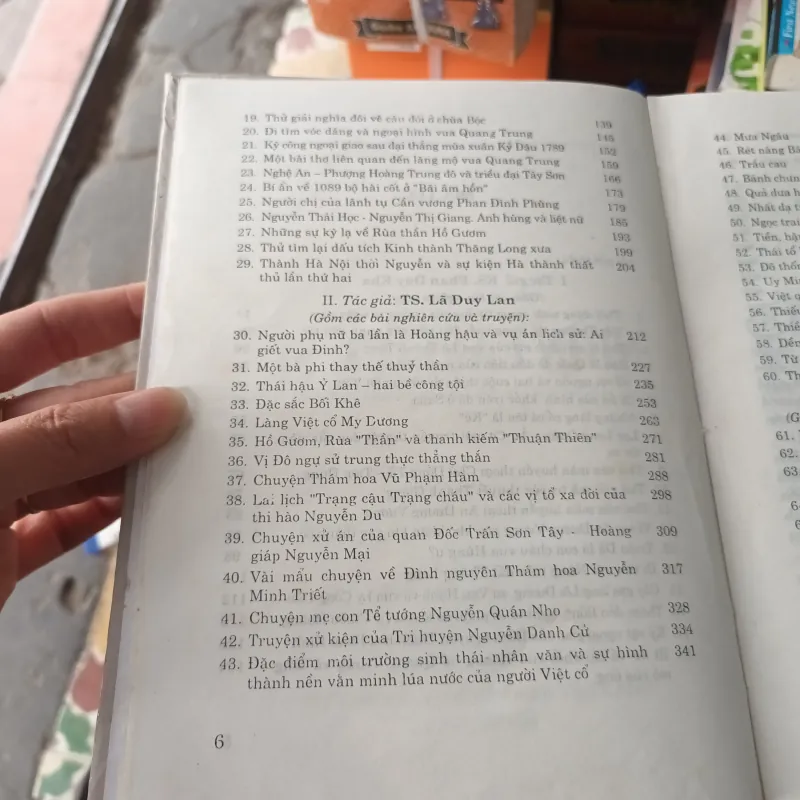 19. Thử giải nghĩa đôi vế câu đối ở chùa Bộc 139
20. Đi tìm vóc dáng và ngoại hình vua Quang Trung 145
21. Kỳ công ngoại giao sau đại thắng mùa xuân Kỷ Dậu 1789 152
22. Một bài thơ liên quan đến lăng mộ vua Quang Trung 159
23. Nghệ An – Phượng Hoàng Trung đô và triều đại Tây Sơn 166
24. Bí ẩn về 1089 bộ hài cốt ở "Bãi âm hồn" 173
25. Người chị của lãnh tụ Cần vương Phan Đình Phùng 179
26. Nguyễn Thái Học - Nguyễn Thị Giang. Anh hùng và liệt nữ 185
27. Những sự kỳ lạ về Rùa thần Hồ Gươm 193
28. Thử tìm lại dấu tích Kinh thành Thăng Long xưa 199
29. Thành Hà Nội thời Nguyễn và sự kiện Hà thành thất 204
thủ lần thứ hai
II. Tác giả: TS. Lã Duy Lan
(Gồm các bài nghiên cứu và truyện):
30. Người phụ nữ ba lần là Hoàng hậu và vụ án lịch sử: Ai 212
giết vua Đinh?
31. Một bà phi thay thế thuỷ thần 227
32. Thái hậu Ỷ Lan – hai bề công tội 235
33. Đặc sắc Bối Khê 253
34. Làng Việt cổ My Dương 263
35. Hồ Gươm, Rùa "Thần" và thanh kiếm "Thuận Thiên" 271
36. Vị Đô ngự sử trung thực thẳng thắn 281
37. Chuyện Thám hoa Vũ Phạm Hàm 288
38. Lai lịch "Trạng cậu Trạng cháu" và các vị tổ xa đời của 298
thi hào Nguyễn Du
39. Chuyện xử án của quan Đốc Trấn Sơn Tây - Hoàng 309
giáp Nguyễn Mại
40. Vài mẩu chuyện về Đình nguyên Thám hoa Nguyễn 317
Minh Triết
41. Chuyện mẹ con Tể tướng Nguyễn Quán Nho 328
42. Truyện xử kiện của Tri huyện Nguyễn Danh Cử 334
43. Đặc điểm môi trường sinh thái nhân văn và sự hình 341
thành nền văn minh lúa nước của người Việt cổ
6
44. Mưa Ngâu
45. Rét nàng Bâ
46. Trầu cau
47. Bánh chưn
48. Quả dưa h
49. Nhất dạ t
50. Ngọc trai
51. Tiền, hậ
52. Thái tổ
53. Đô thố
54. Uy Min
55. Việt q
56. Thiếu
57. Thiề
58. Đền
59. Từ
60. Th
(G
61.
62.
63